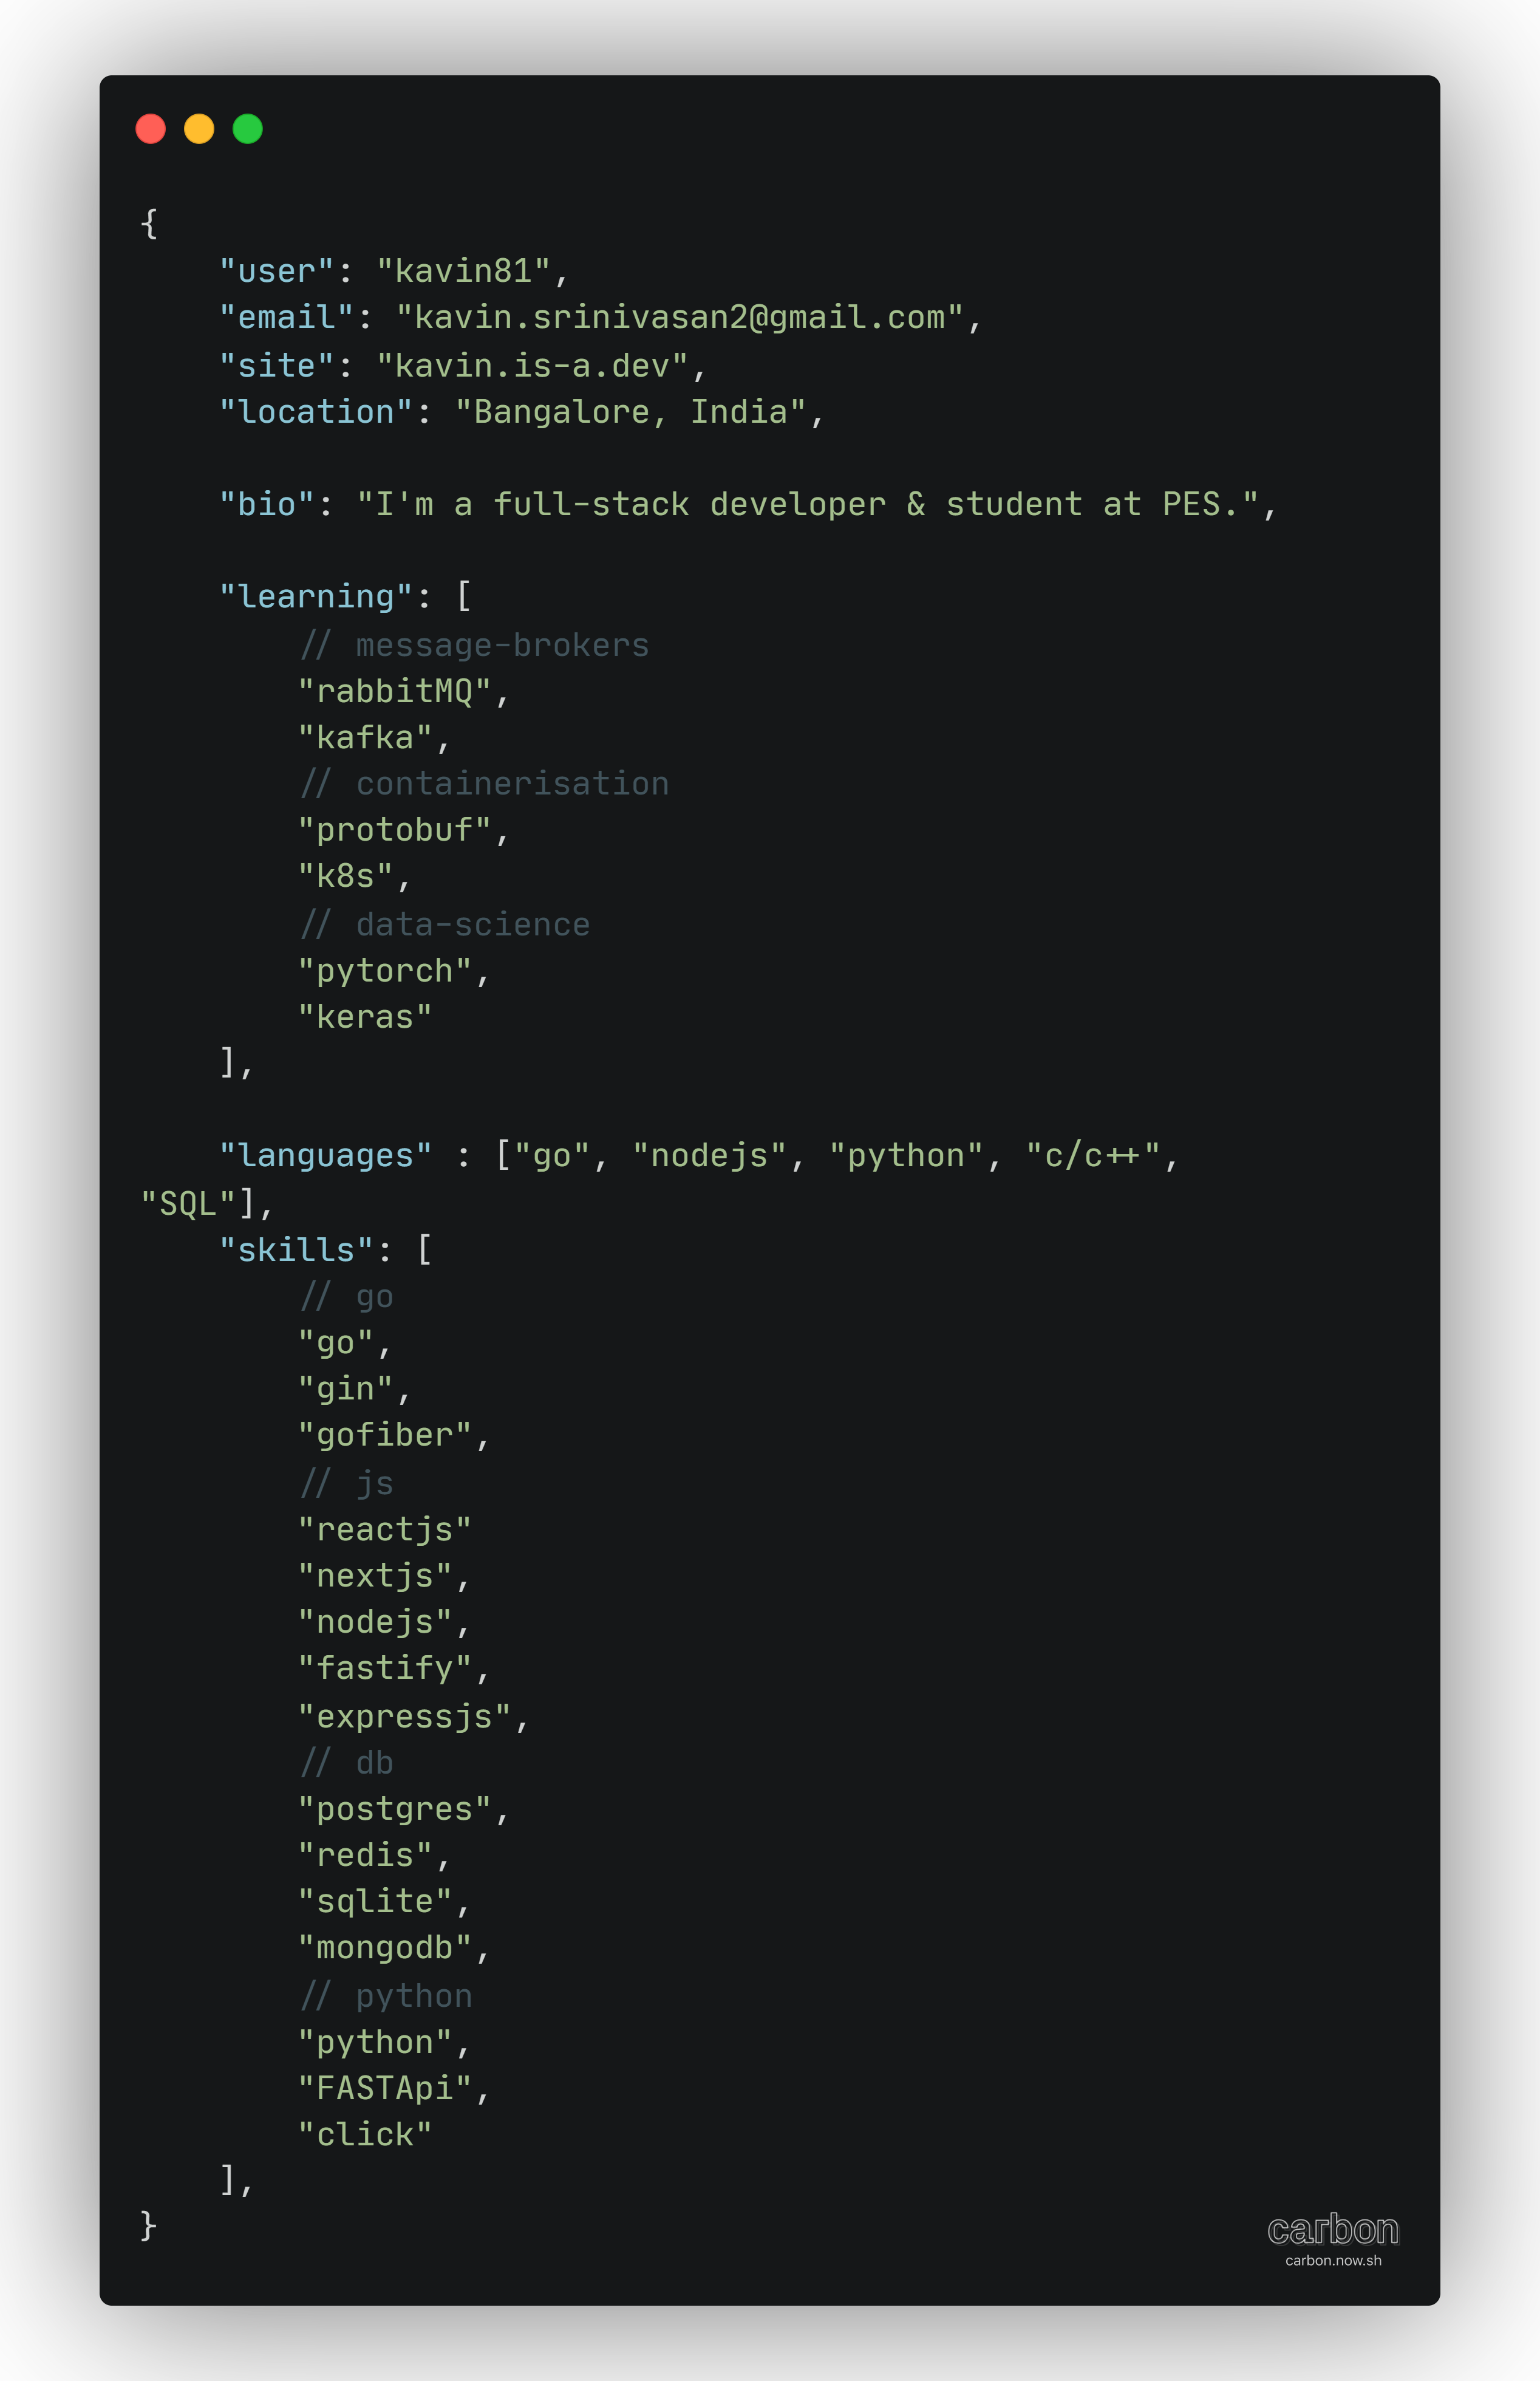 {
    "user": "kavin81",
    "email": "kavin.srinivasan2@gmail.com",
    "site": "kavin.is-a.dev",
    "location": "Bangalore, India",

    "bio": "I'm a full-stack developer & student at PES.",

    "learning": [
        // message-brokers
        "rabbitMQ",
        "kafka",
        // containerisation
        "protobuf",
        "k8s",
        // data-science
        "pytorch",
        "keras"
    ],

    "languages" : ["go", "nodejs", "python", "c/c++",
"SQL"],
    "skills": [
        // go
        "go",
        "gin",
        "gofiber",
        // js
        "reactjs"
        "nextjs",
        "nodejs",
        "fastify",
        "expressjs",
        // db
        "postgres",
        "redis",
        "sqlite",
        "mongodb",
        // python
        "python",
        "FASTApi",
        "click"
    ],
}
carbon
carbon.now.sh